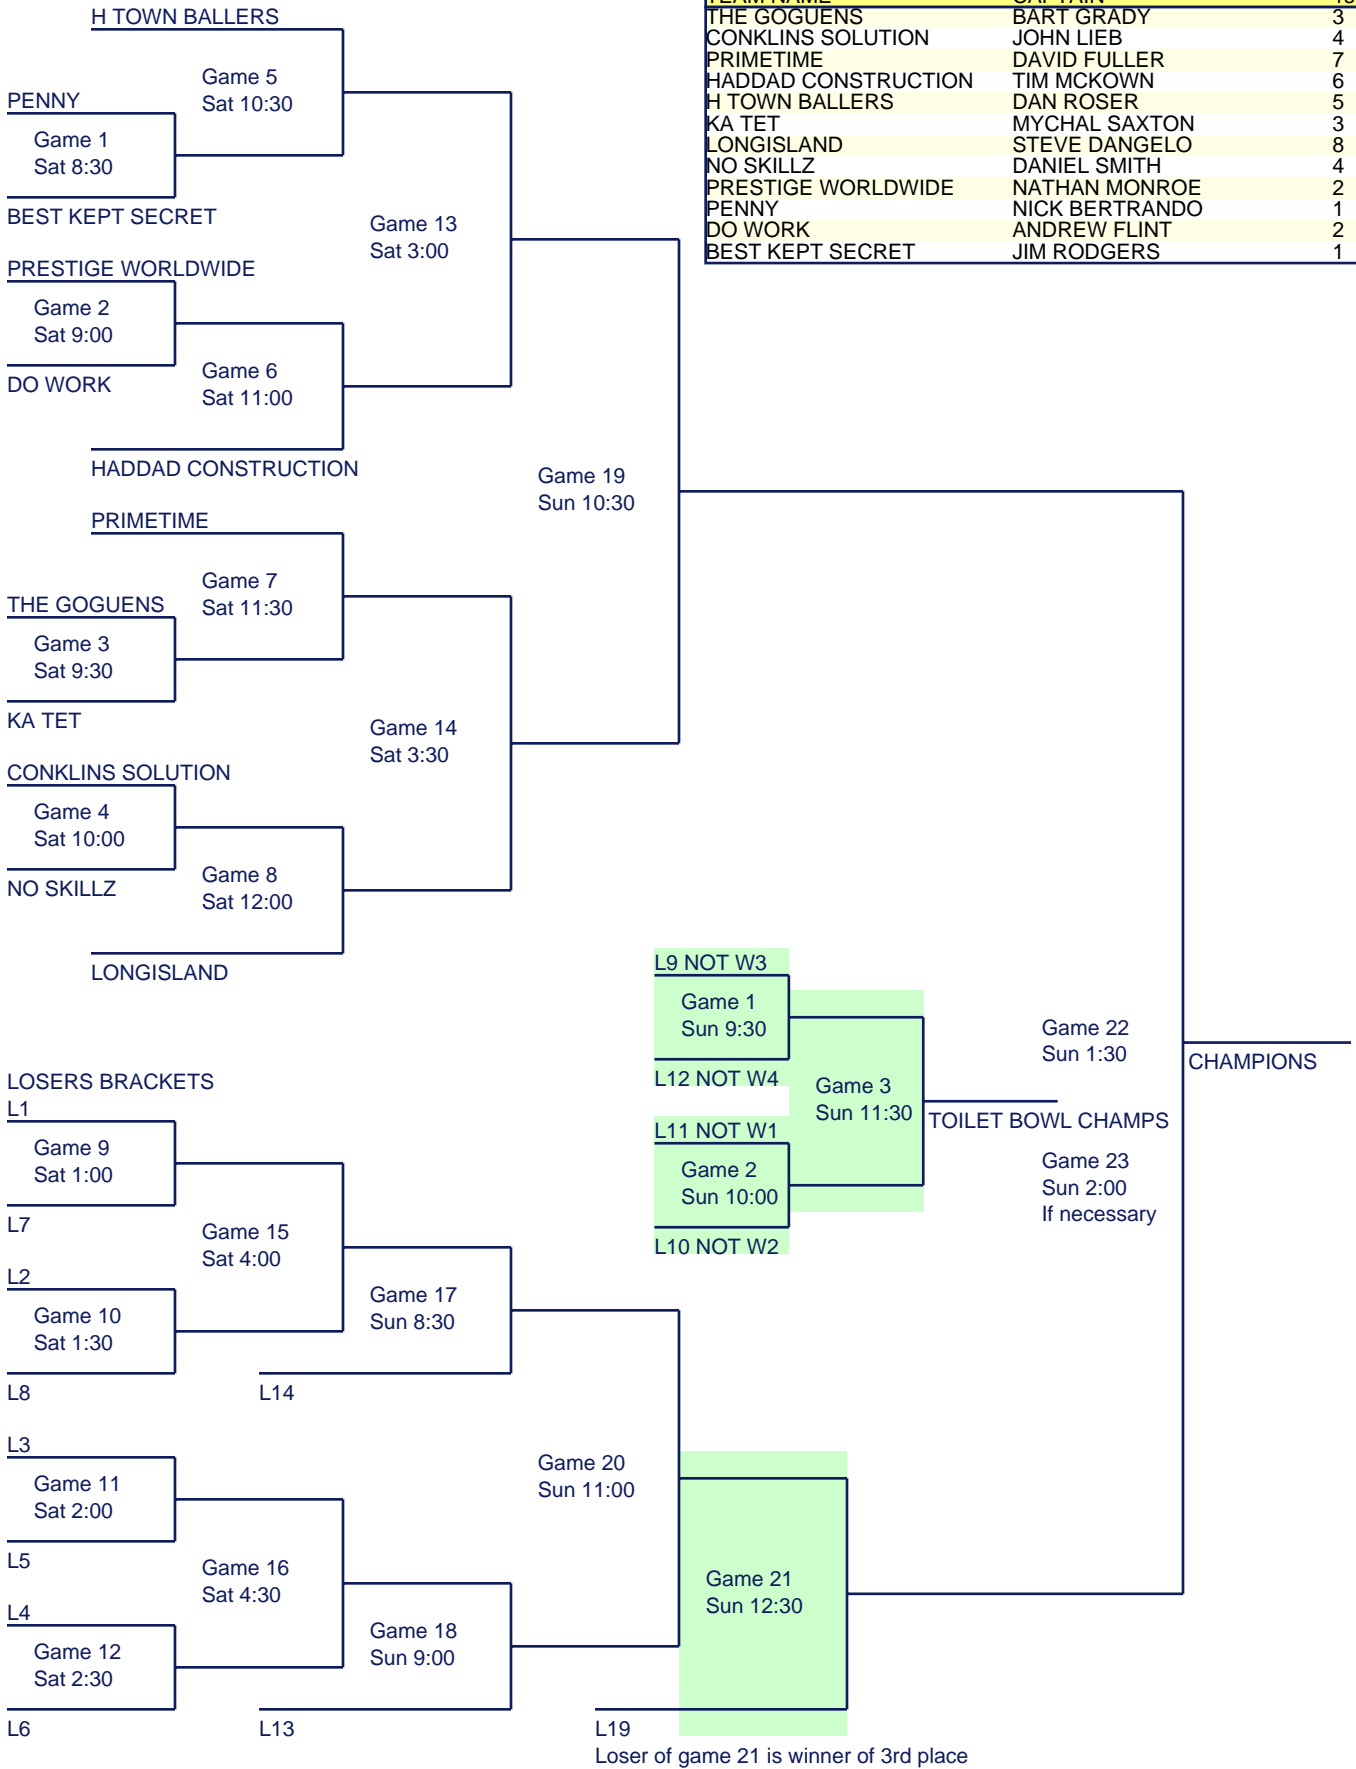 TEAM NAME CAPTAIN
THE GOGUENS BART GRADY 3
CONKLINS SOLUTION JOHN LIEB 4
PRIMETIME DAVID FULLER 7
HADDAD CONSTRUCTION TIM MCKOWN 6
H TOWN BALLERS DAN ROSER 5
KA TET MYCHAL SAXTON 3
LONGISLAND STEVE DANGELO 8
NO SKILLZ DANIEL SMITH 4
PRESTIGE WORLDWIDE NATHAN MONROE 2
PENNY NICK BERTRANDO 1
DO WORK ANDREW FLINT 2
BEST KEPT SECRET JIM RODGERS 1
H TOWN BALLERS
Game 5
Sat 10:30
PENNY
Game 1
Sat 8:30
BEST KEPT SECRET
Game 13
Sat 3:00
PRESTIGE WORLDWIDE
Game 2
Sat 9:00
DO WORK
Game 6
Sat 11:00
HADDAD CONSTRUCTION
Game 19
Sun 10:30
PRIMETIME
Game 7
Sat 11:30
THE GOGUENS
Game 3
Sat 9:30
KA TET
Game 14
Sat 3:30
CONKLINS SOLUTION
Game 4
Sat 10:00
NO SKILLZ
Game 8
Sat 12:00
LONGISLAND
L9 NOT W3
Game 1
Sun 9:30
L12 NOT W4
Game 3
Sun 11:30
L11 NOT W1
Game 2
Sun 10:00
L10 NOT W2
TOILET BOWL CHAMPS
Game 22
Sun 1:30
CHAMPIONS
Game 23
Sun 2:00
If necessary
LOSERS BRACKETS
L1
Game 9
Sat 1:00
L7
Game 15
Sat 4:00
L2
Game 10
Sat 1:30
L8
Game 17
Sun 8:30
L14
L3
Game 11
Sat 2:00
L5
Game 16
Sat 4:30
L4
Game 12
Sat 2:30
L6
Game 18
Sun 9:00
L13
Game 20
Sun 11:00
Game 21
Sun 12:30
L19
Loser of game 21 is winner of 3rd place